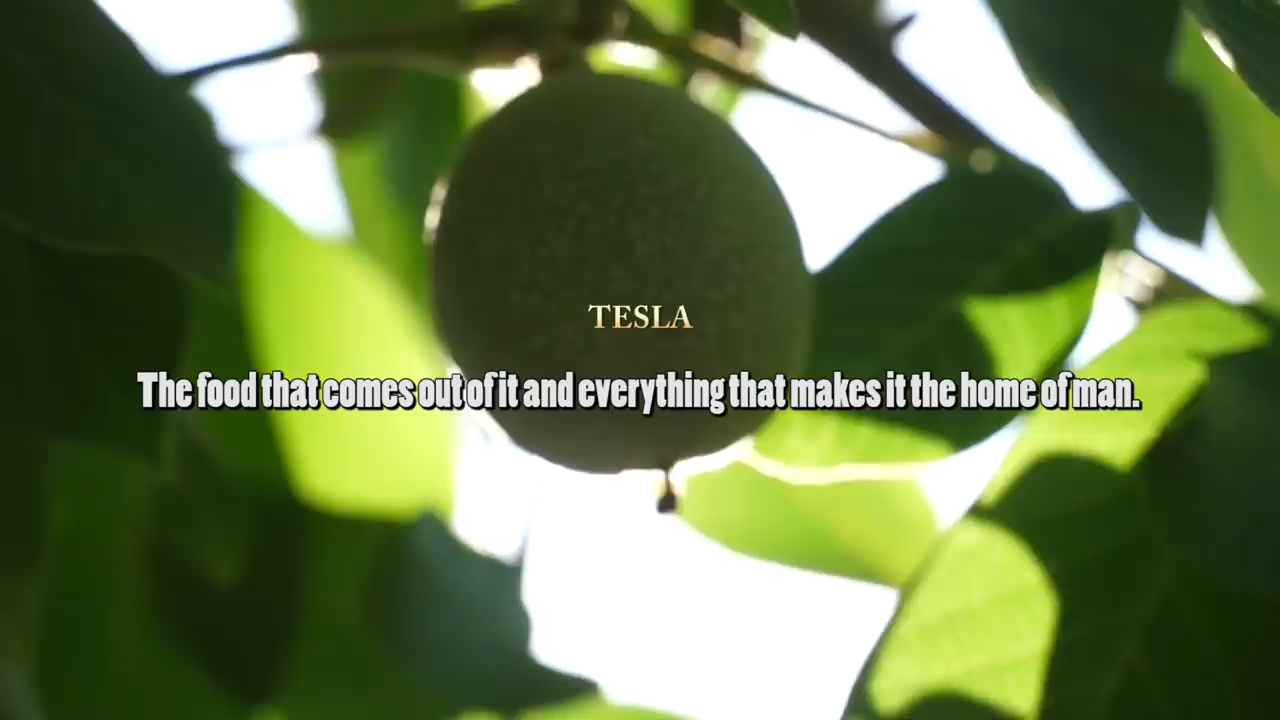 TESLA
The food that comes out of it and everything that makes it the home of man.